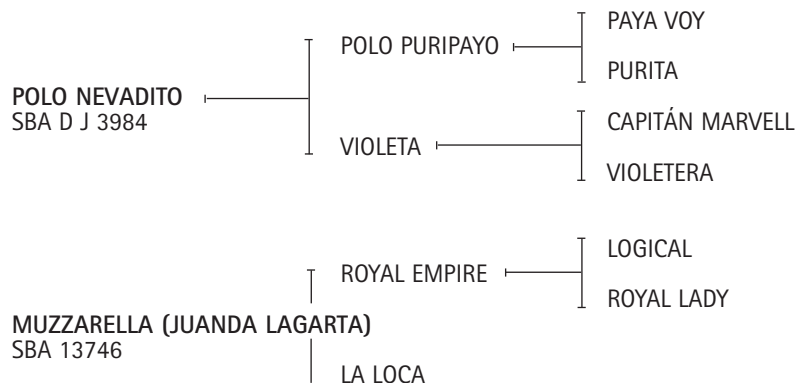 PAYA VOY
POLO PURIPAYO
PURITA
POLO NEVADITO
SBA D J 3984
CAPITÁN MARVELL
VIOLETA
VIOLETERA
LOGICAL
ROYAL EMPIRE
ROYAL LADY
MUZZARELLA (JUANDA LAGARTA)
SBA 13746
LA LOCA